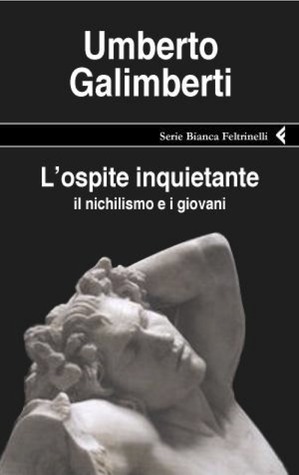 Umberto
Galimberti
Serie Bianca Feltrinelli
L'ospite inquietante
il nichilismo e i giovani